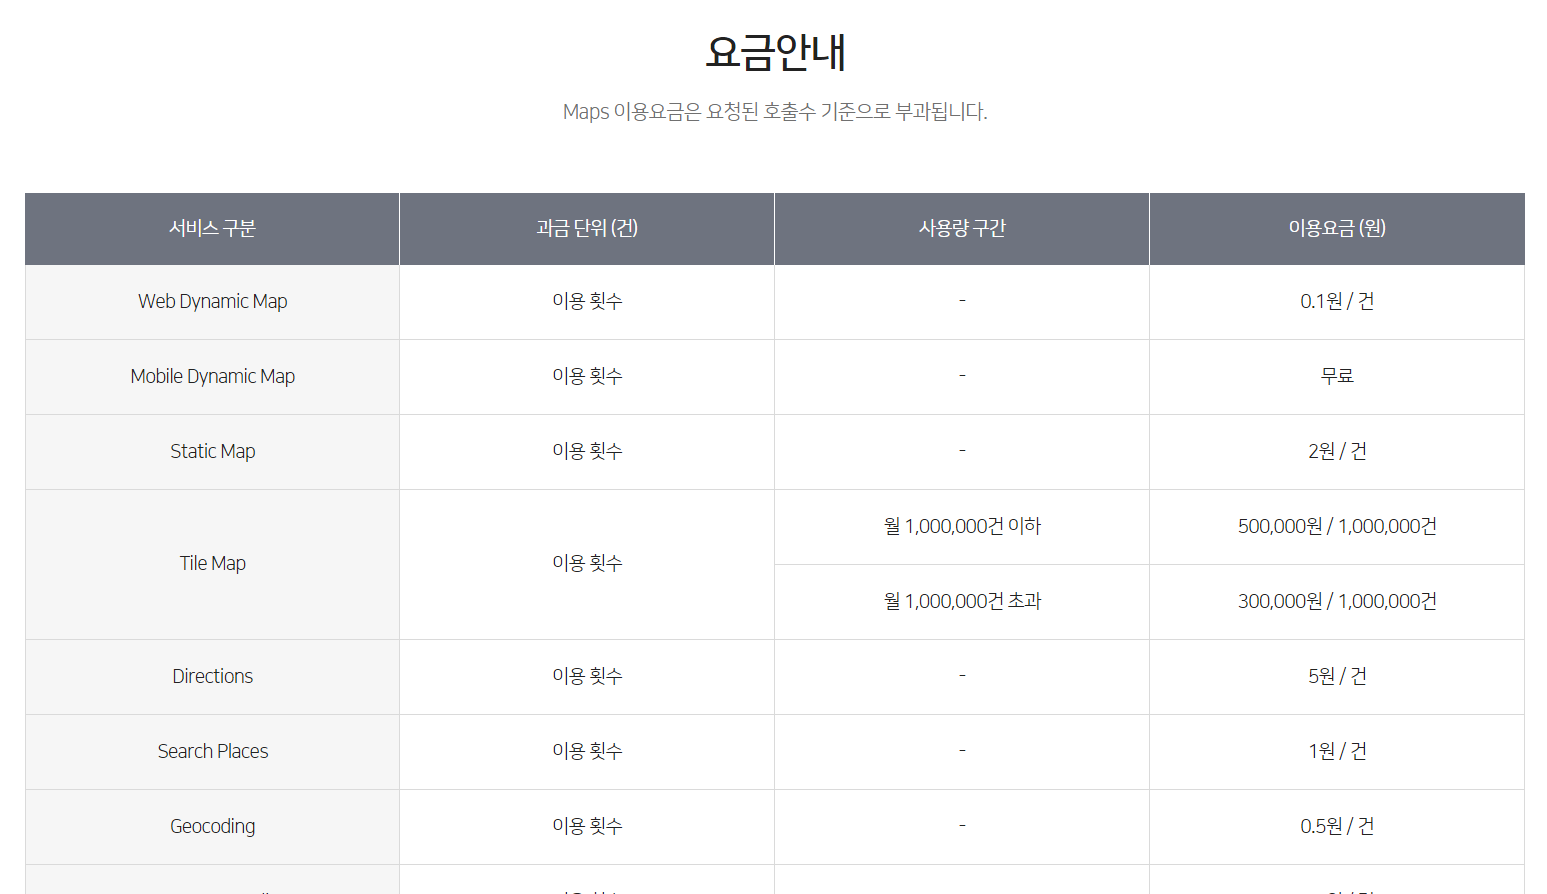 요금안내
Maps 이용요금은 요청된 호출수 기준으로 부과됩니다.
서비스 구분 과금 단위 (건) 사용량 구간 이용요금 (원)
Web Dynamic Map 이용 횟수 - 0.1원 / 건
Mobile Dynamic Map 이용 횟수 - 무료
Static Map 이용 횟수 - 2원 / 건
Tile Map 이용 횟수 월 1,000,000건 이하 500,000원 / 1,000,000건
월 1,000,000건 초과 300,000원 / 1,000,000건
Directions 이용 횟수 - 5원 / 건
Search Places 이용 횟수 - 1원 / 건
Geocoding 이용 횟수 - 0.5원 / 건